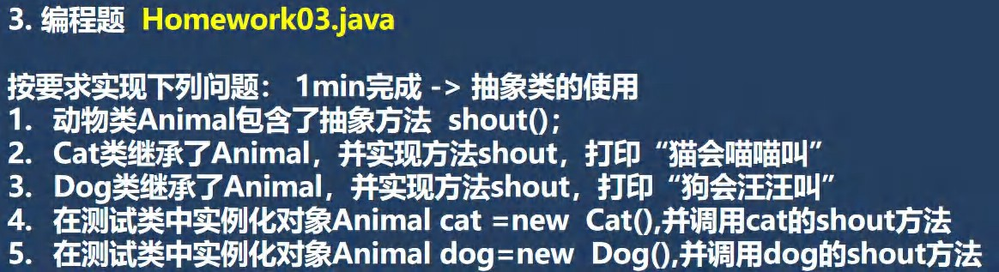 3. 编程题 Homework03.java
按要求实现下列问题： 1min完成 -> 抽象类的使用
1. 动物类Animal包含了抽象方法 shout();
2. Cat类继承了Animal，并实现方法shout，打印“猫会喵喵叫”
3. Dog类继承了Animal，并实现方法shout，打印“狗会汪汪叫”
4. 在测试类中实例化对象Animal cat =new Cat(),并调用cat的shout方法
5. 在测试类中实例化对象Animal dog=new Dog(),并调用dog的shout方法